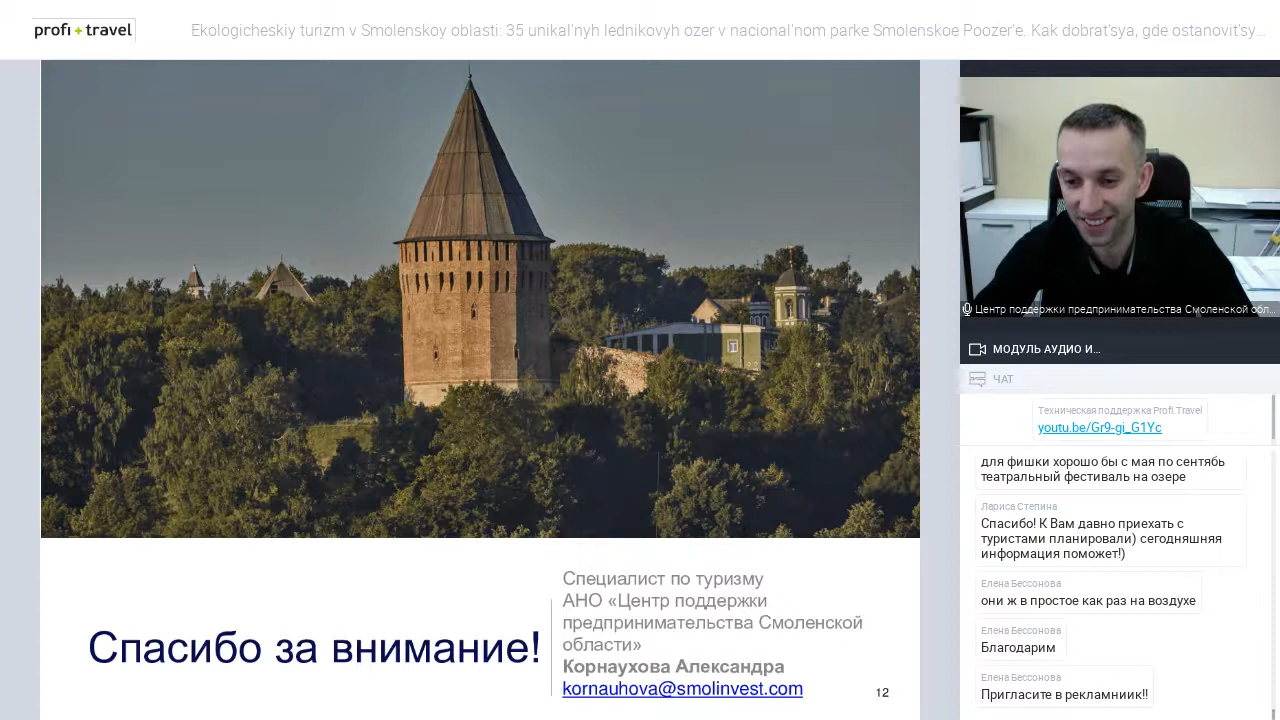 profi + travel
Ekologicheskiy turizm v Smolenskoy oblasti: 35 unikal'nyh lednikovyh ozer v nacional'nom parke Smolenskoe Poozer'e. Kak dobrat'sya, gde ostanovit'sy...
Центр поддержки предпринимательства Смоленской обл...
МОДУЛЬ АУДИО И...
ЧАТ
Техническая поддержка Profi.Travel
youtu.be/Gr9-gi_G1Yc
для фишки хорошо бы с мая по сентябь
театральный фестиваль на озере
Лариса Степина
Спасибо! К Вам давно приехать с
туристами планировали) сегодняшняя
информация поможет!)
Елена Бессонова
они ж в простое как раз на воздухе
Елена Бессонова
Благодарим
Елена Бессонова
Пригласите в рекламниик!!
Спасибо за внимание!
Специалист по туризму
АНО «Центр поддержки
предпринимательства Смоленской
области»
Корнаухова Александра
kornauhova@smolinvest.com
12